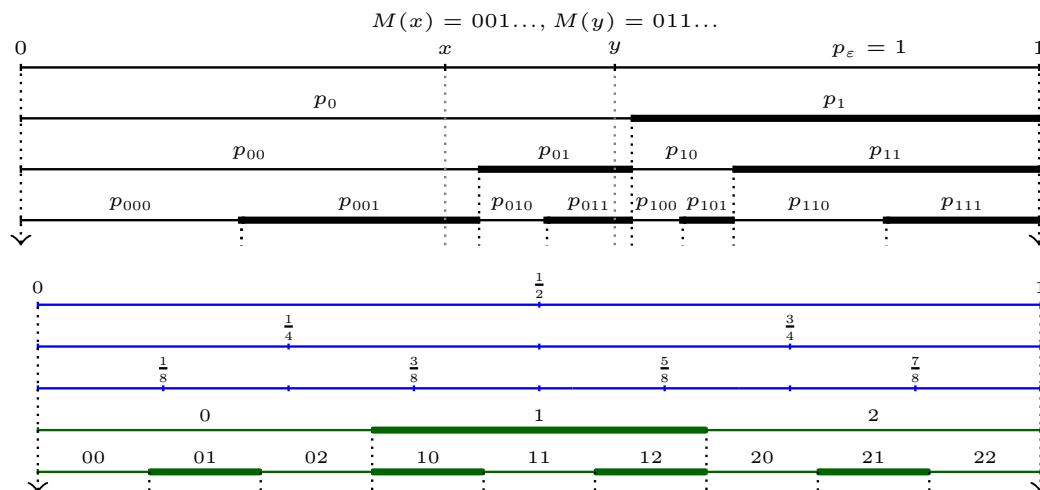 M(x) = 001..., M(y) = 011...
0 x y p_ε = 1 1
p_0 p_1
p_00 p_01 p_10 p_11
p_000 p_001 p_010 p_011 p_100 p_101 p_110 p_111
0 1/2 1
1/4 3/4
1/8 3/8 5/8 7/8
0 1 2
00 01 02 10 11 12 20 21 22